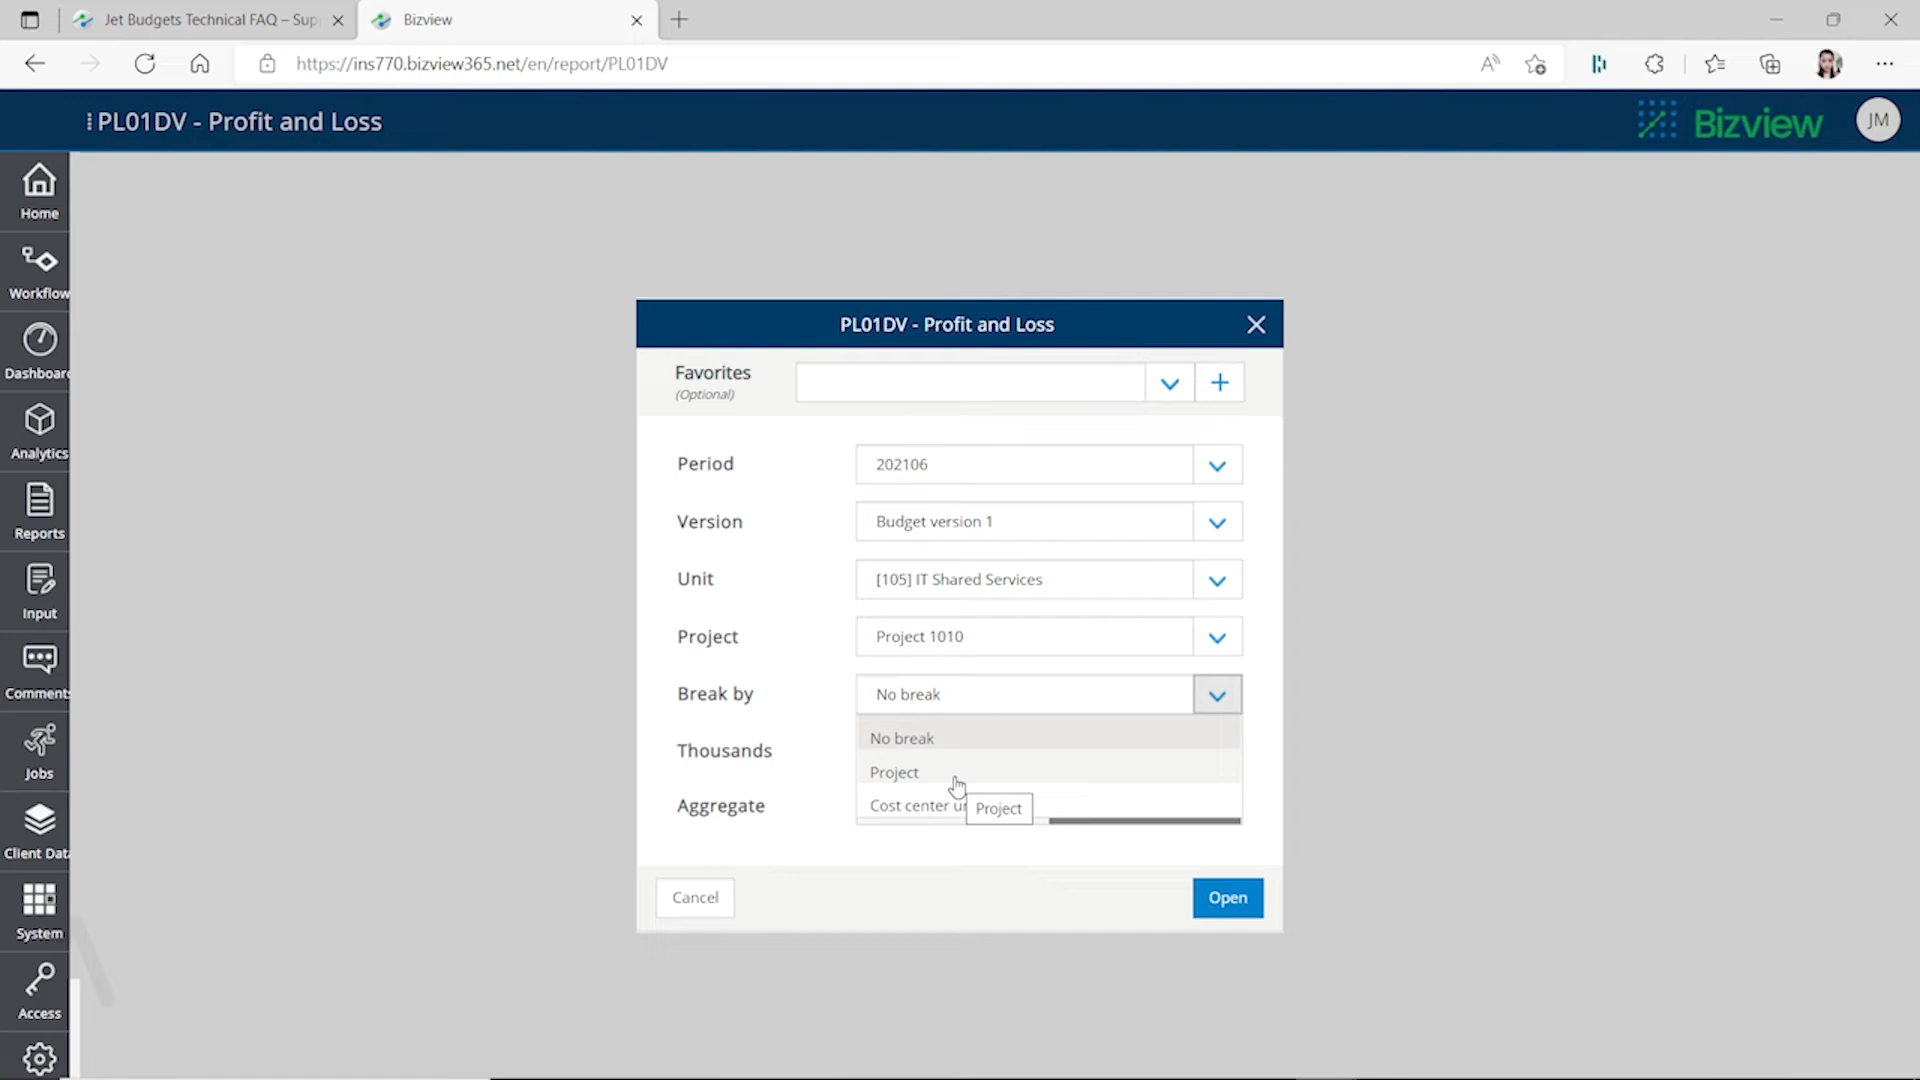 Jet Budgets Technical FAQ – Sup
Bizview
https://ins770.bizview365.net/en/report/PL01DV
PL01DV - Profit and Loss
Bizview
JM
Home
Workflow
Dashboar
Analytics
Reports
Input
Comment
Jobs
Client Dat
System
Access
PL01DV - Profit and Loss
Favorites
(Optional)
Period
202106
Version
Budget version 1
Unit
[105] IT Shared Services
Project
Project 1010
Break by
No break
No break
Thousands
Project
Aggregate
Cost center
Project
Cancel
Open